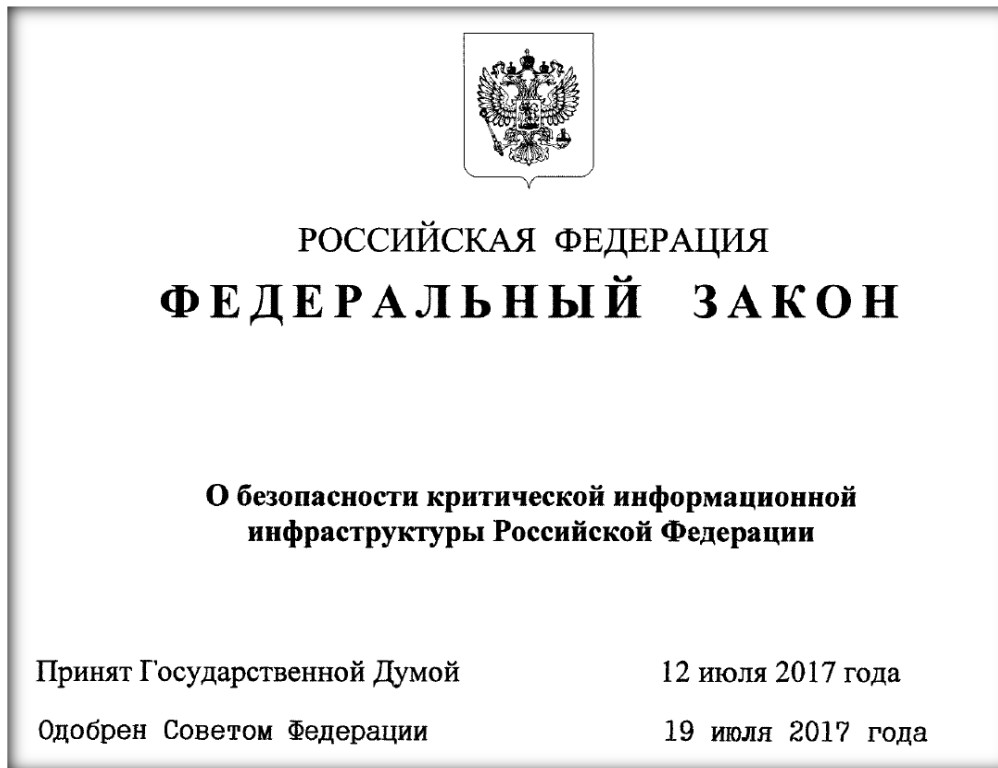 РОССИЙСКАЯ ФЕДЕРАЦИЯ
ФЕДЕРАЛЬНЫЙ ЗАКОН
О безопасности критической информационной
инфраструктуры Российской Федерации
Принят Государственной Думой 12 июля 2017 года
Одобрен Советом Федерации 19 июля 2017 года